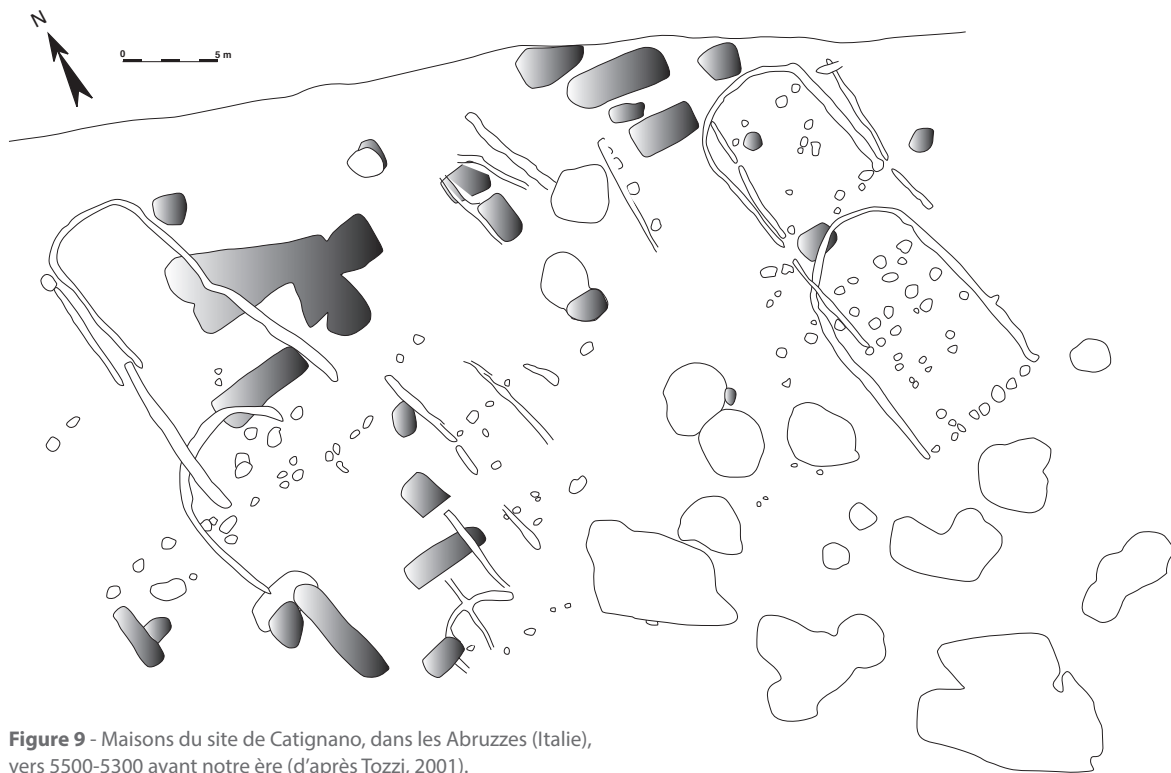 N
0 5 m
Figure 9 - Maisons du site de Catignano, dans les Abruzzes (Italie),
vers 5500-5300 avant notre ère (d'après Tozzi, 2001).